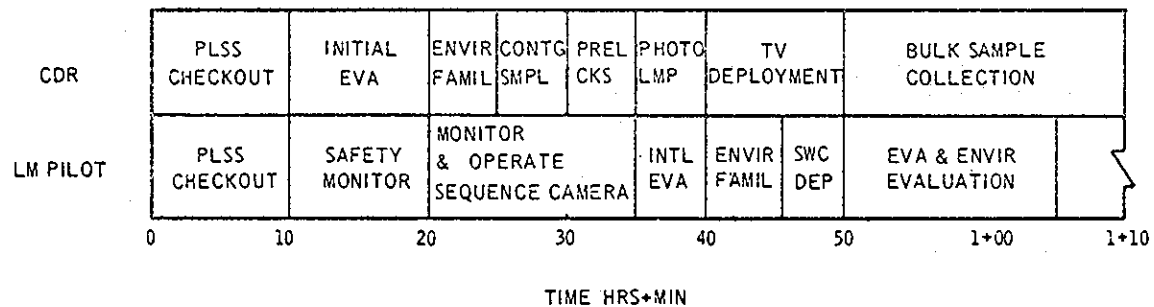 CDR
PLSS
CHECKOUT
INITIAL
EVA
ENVIR
FAMIL
CONTG
SMPL
PREL
CKS
PHOTO
LMP
TV
DEPLOYMENT
BULK SAMPLE
COLLECTION
LM PILOT
PLSS
CHECKOUT
SAFETY
MONITOR
MONITOR
& OPERATE
SEQUENCE CAMERA
INTL
EVA
ENVIR
FAMIL
SWC
DEP
EVA & ENVIR
EVALUATION
0 10 20 30 40 50 1+00 1+10
TIME HRS+MIN